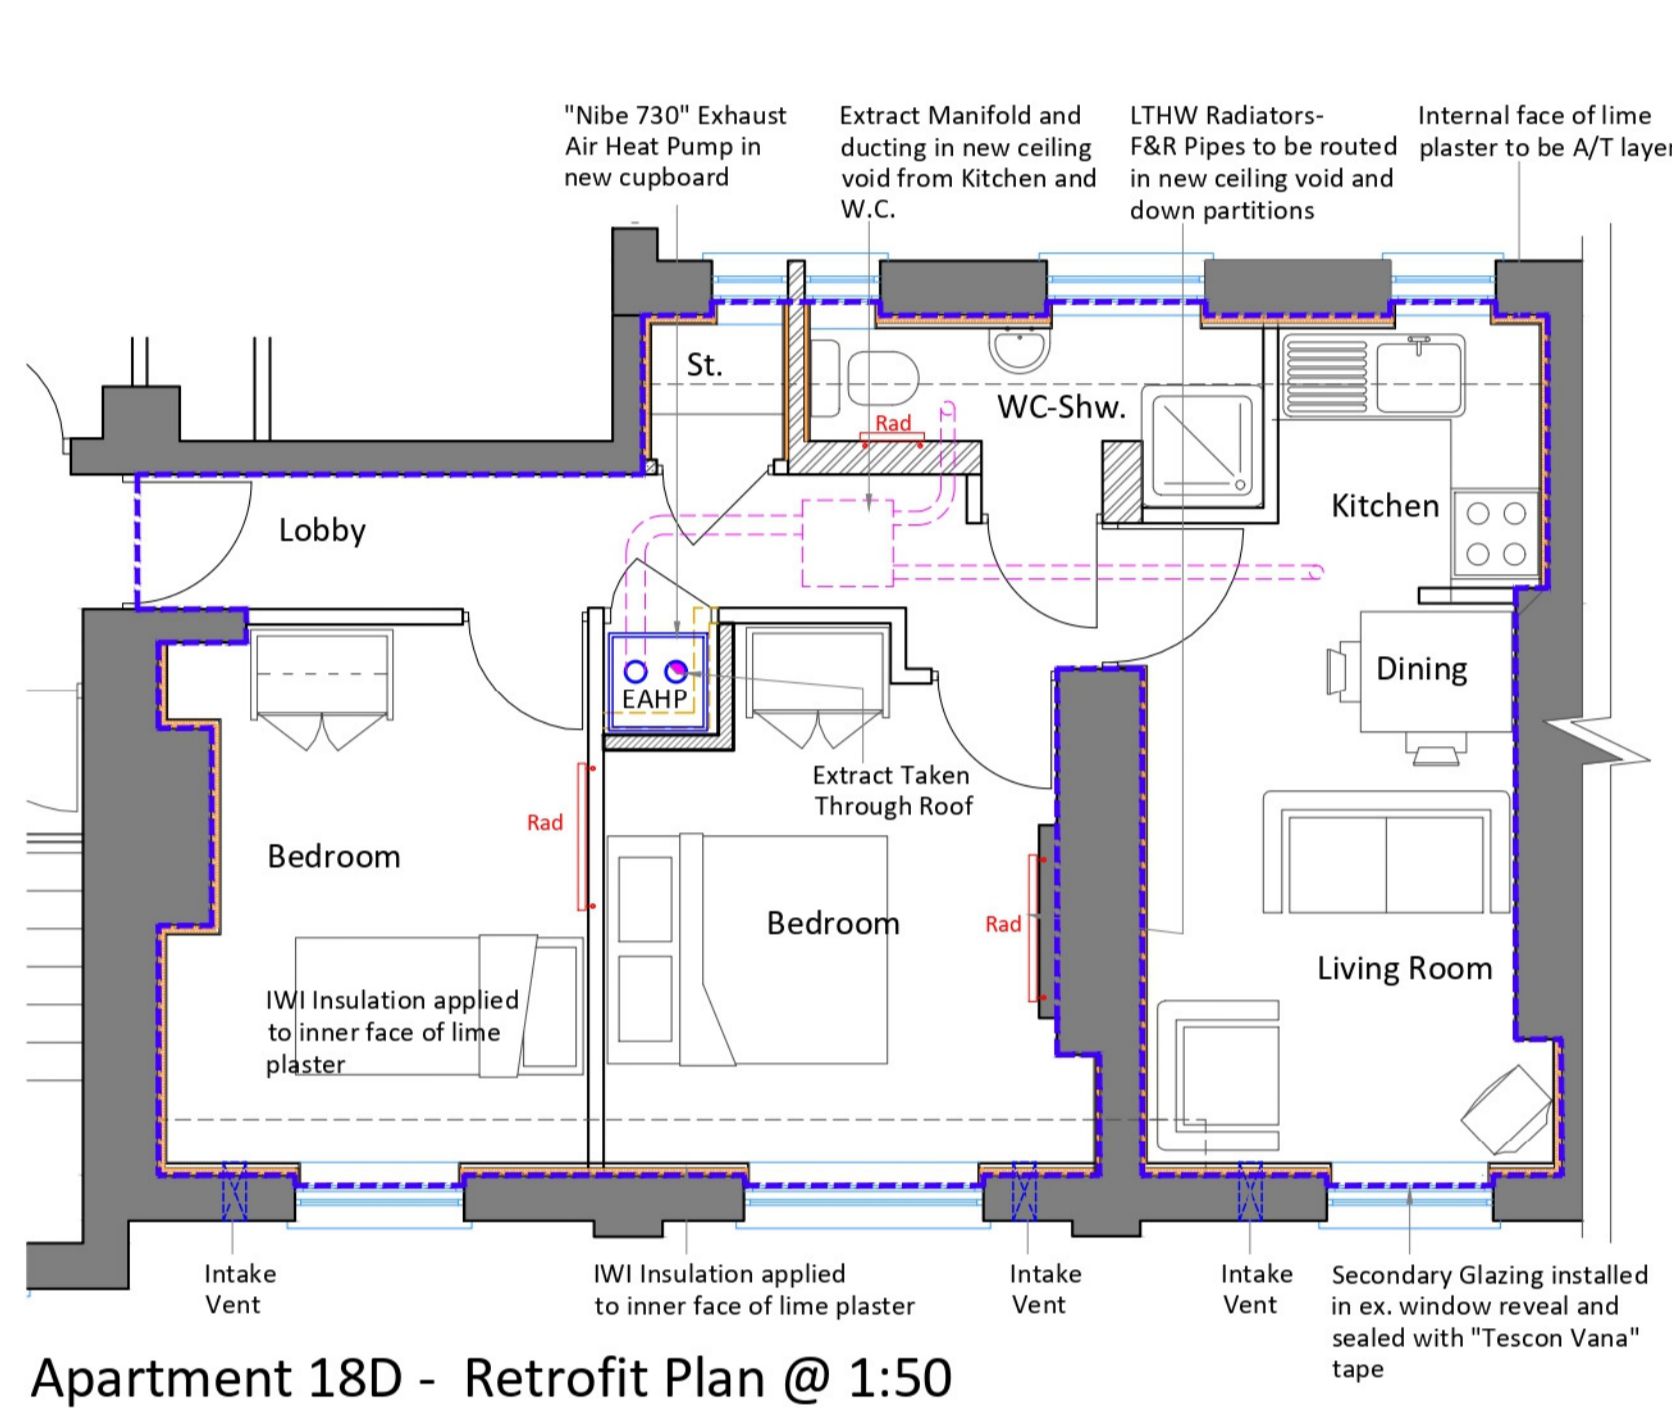 "Nibe 730" Exhaust
Air Heat Pump in
new cupboard
Extract Manifold and
ducting in new ceiling
void from Kitchen and
W.C.
LTHW Radiators-
F&R Pipes to be routed
in new ceiling void and
down partitions
Internal face of lime
plaster to be A/T layer
St.
WC-Shw.
Rad
Kitchen
Lobby
Dining
EAHP
Extract Taken
Through Roof
Rad
Bedroom
Bedroom
Rad
Living Room
IWI Insulation applied
to inner face of lime
plaster
Intake
Vent
IWI Insulation applied
to inner face of lime plaster
Intake
Vent
Intake
Vent
Secondary Glazing installed
in ex. window reveal and
sealed with "Tescon Vana"
tape
Apartment 18D - Retrofit Plan @ 1:50